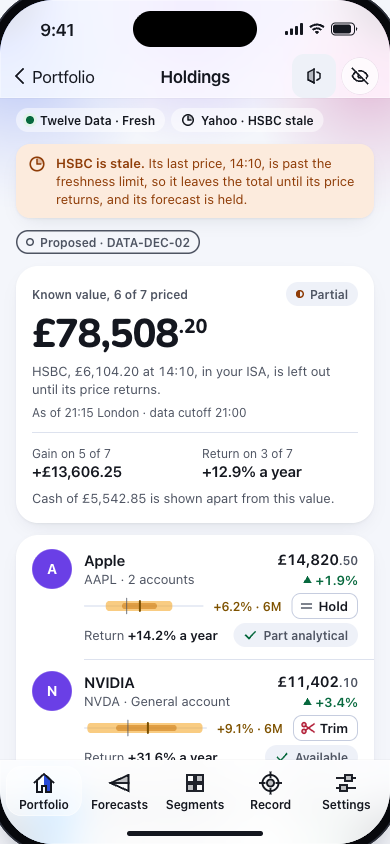 9:41
Portfolio
Holdings
Twelve Data · Fresh
Yahoo · HSBC stale
HSBC is stale. Its last price, 14:10, is past the
freshness limit, so it leaves the total until its price
returns, and its forecast is held.
Proposed · DATA-DEC-02
Known value, 6 of 7 priced
Partial
£78,508.20
HSBC, £6,104.20 at 14:10, in your ISA, is left out
until its price returns.
As of 21:15 London · data cutoff 21:00
Gain on 5 of 7
Return on 3 of 7
+£13,606.25
+12.9% a year
Cash of £5,542.85 is shown apart from this value.
A
Apple
£14,820.50
AAPL · 2 accounts
+1.9%
+6.2% · 6M
Hold
Return +14.2% a year
Part analytical
N
NVIDIA
£11,402.10
NVDA · General account
+3.4%
+9.1% · 6M
Trim
Return +31.6% a year
Available
Portfolio
Forecasts
Segments
Record
Settings